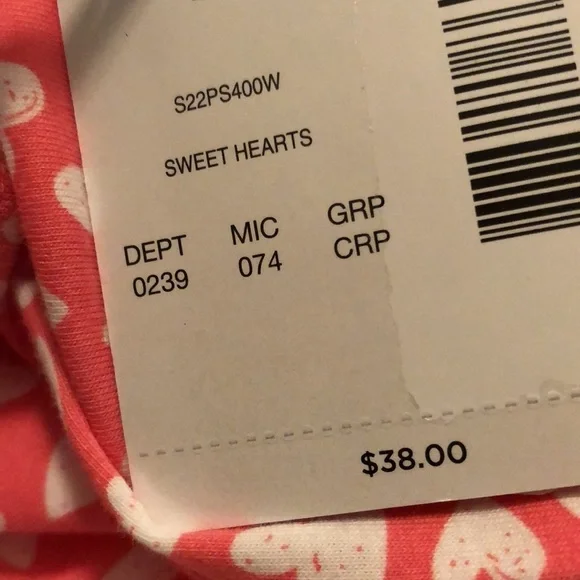 S22PS400W
SWEET HEARTS
DEPT MIC GRP
0239 074 CRP
$38.00